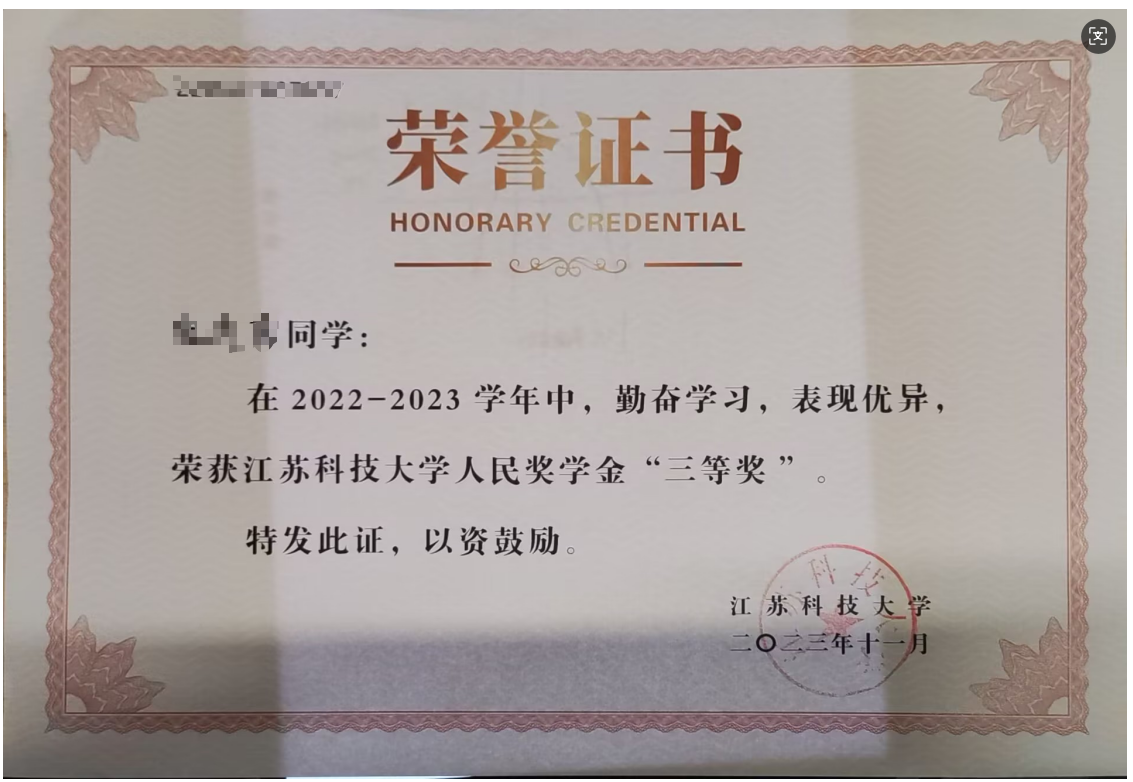 荣誉证书
HONORARY CREDENTIAL
同学：
在 2022-2023 学年中，勤奋学习，表现优异，
荣获江苏科技大学人民奖学金“三等奖 ”。
特发此证，以资鼓励。
科技
江苏科技大学
二〇二三年十一月